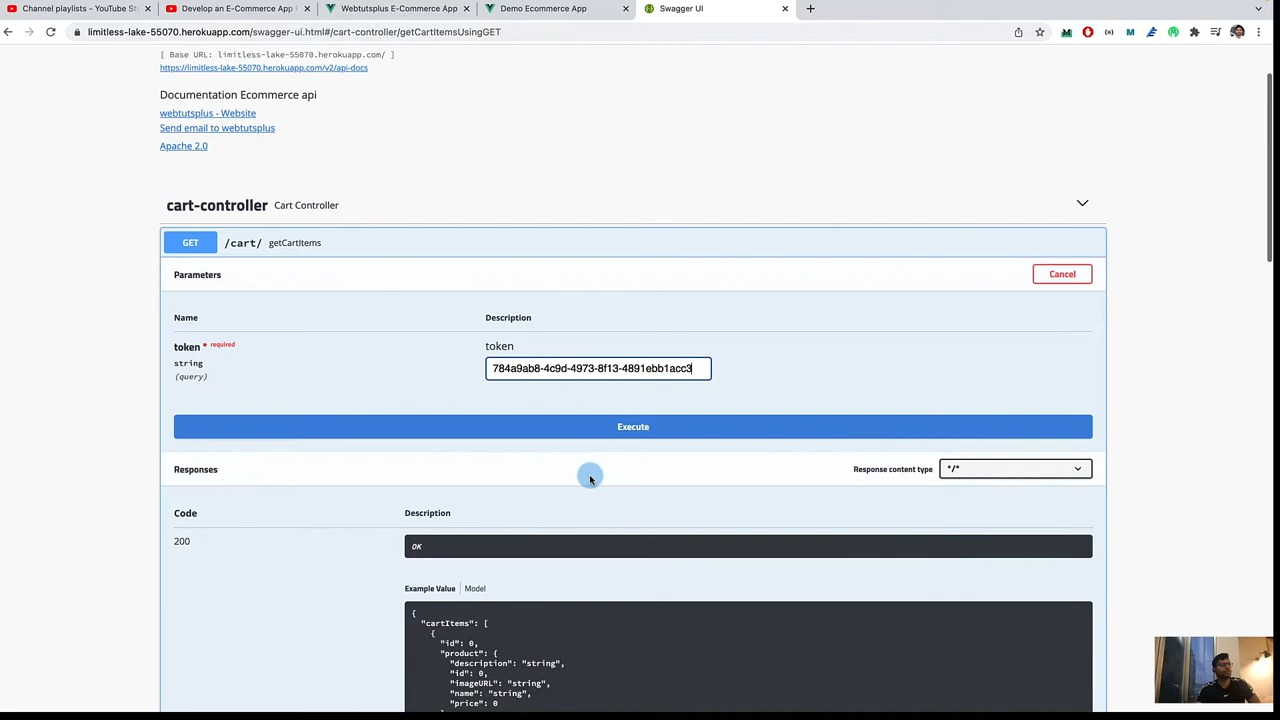 Channel playlists - YouTube St
Develop an E-Commerce App F
Webtutsplus E-Commerce App
Demo Ecommerce App
Swagger UI
limitless-lake-55070.herokuapp.com/swagger-ui.html#/cart-controller/getCartItemsUsingGET
[ Base URL: limitless-lake-55070.herokuapp.com/ ]
https://limitless-lake-55070.herokuapp.com/v2/api-docs
Documentation Ecommerce api
webtutsplus - Website
Send email to webtutsplus
Apache 2.0
cart-controller Cart Controller
GET /cart/ getCartItems
Parameters Cancel
Name Description
token * required token
string 784a9ab8-4c9d-4973-8f13-4891ebb1acc3
(query)
Execute
Responses Response content type */*
Code Description
200 OK
Example Value Model
{
"cartItems": [
{
"id": 0,
"product": {
"description": "string",
"id": 0,
"imageURL": "string",
"name": "string",
"price": 0